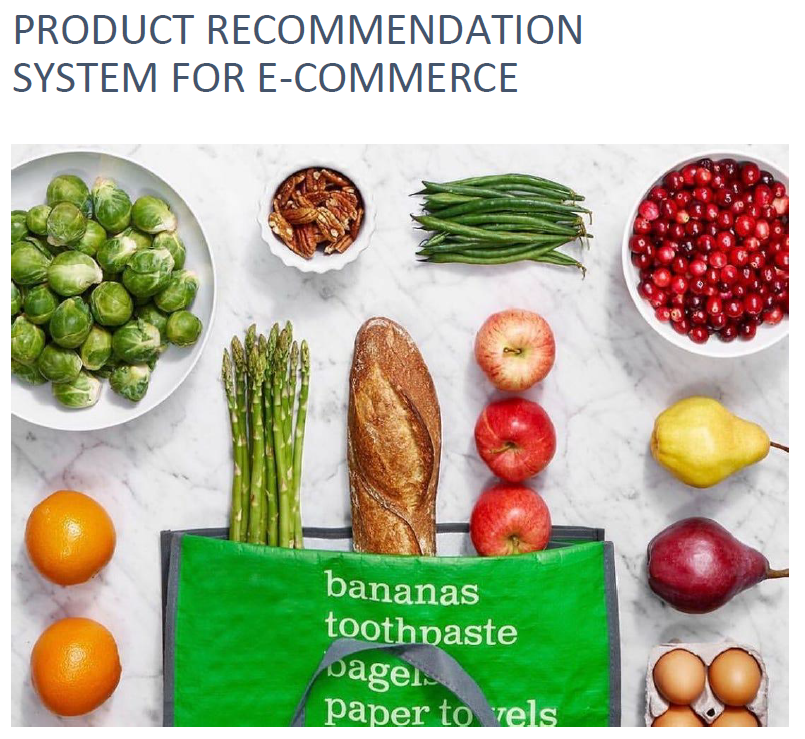 PRODUCT RECOMMENDATION
SYSTEM FOR E-COMMERCE
bananas
toothpaste
bagels
paper towels